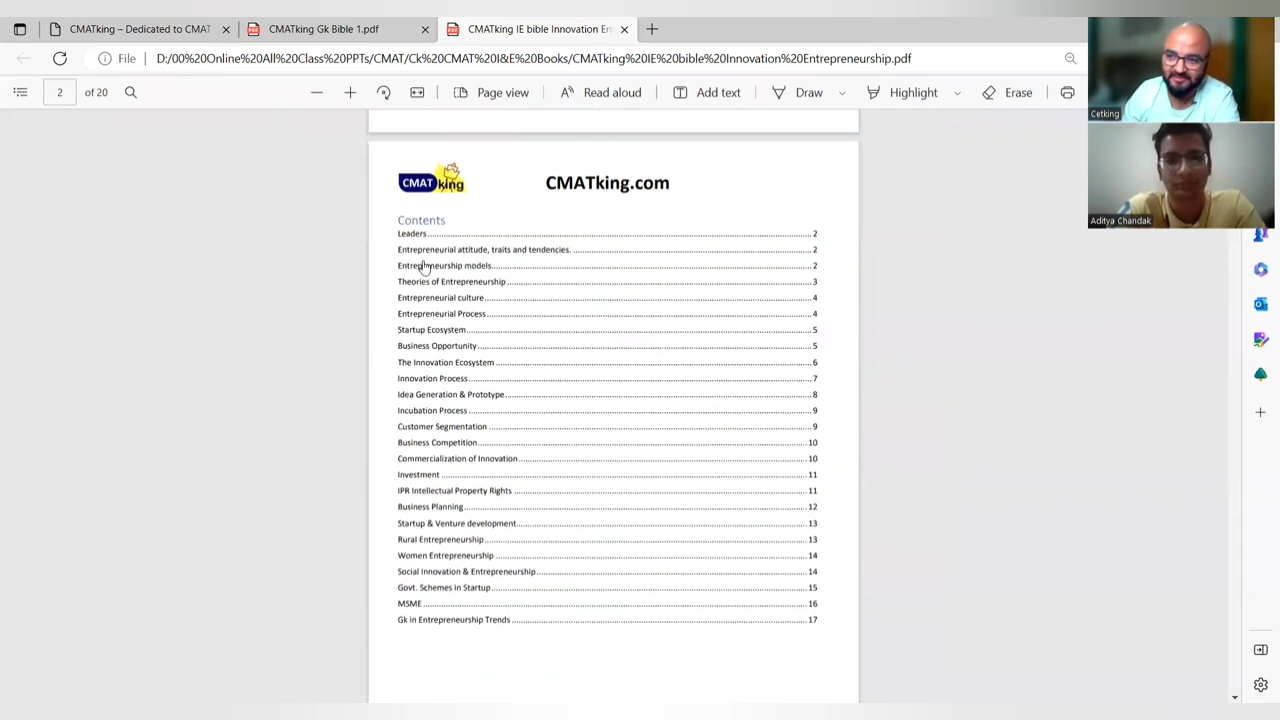 CMATking – Dedicated to CMAT
CMATking Gk Bible 1.pdf
CMATking IE bible Innovation En
File
D:/00%20Online%20All%20Class%20PPTs/CMAT/Ck%20CMAT%20I&E%20Books/CMATking%20IE%20bible%20Innovation%20Entrepreneurship.pdf
2 of 20
Page view
Read aloud
Add text
Draw
Highlight
Erase
Cetking
Aditya Chandak
CMAT king
CMATking.com
Contents
Leaders 2
Entrepreneurial attitude, traits and tendencies. 2
Entrepreneurship models 2
Theories of Entrepreneurship 3
Entrepreneurial culture 4
Entrepreneurial Process 4
Startup Ecosystem 5
Business Opportunity 5
The Innovation Ecosystem 6
Innovation Process 7
Idea Generation & Prototype 8
Incubation Process 9
Customer Segmentation 9
Business Competition 10
Commercialization of Innovation 10
Investment 11
IPR Intellectual Property Rights 11
Business Planning 12
Startup & Venture development 13
Rural Entrepreneurship 13
Women Entrepreneurship 14
Social Innovation & Entrepreneurship 14
Govt. Schemes in Startup 15
MSME 16
Gk in Entrepreneurship Trends 17